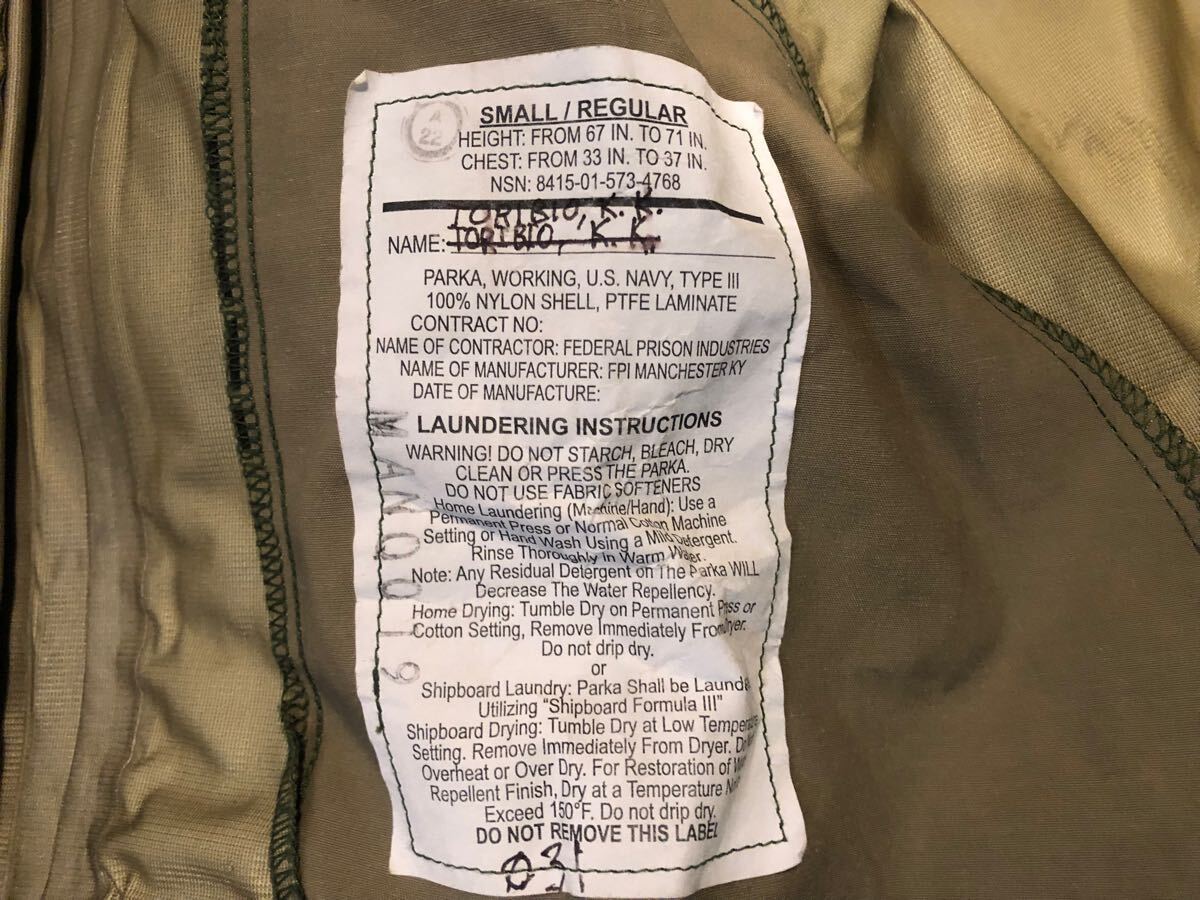 A
22
SMALL / REGULAR
HEIGHT: FROM 67 IN. TO 71 IN.
CHEST: FROM 33 IN. TO 37 IN.
NSN: 8415-01-573-4768
TORIBIO, K. K.
NAME: TORIBIO, K. K.
PARKA, WORKING, U.S. NAVY, TYPE III
100% NYLON SHELL, PTFE LAMINATE
CONTRACT NO:
NAME OF CONTRACTOR: FEDERAL PRISON INDUSTRIES
NAME OF MANUFACTURER: FPI MANCHESTER KY
DATE OF MANUFACTURE:
LAUNDERING INSTRUCTIONS
WARNING! DO NOT STARCH, BLEACH, DRY
CLEAN OR PRESS THE PARKA.
DO NOT USE FABRIC SOFTENERS
Home Laundering (Machine/Hand): Use a
Permanent Press or Normal Cotton Machine
Setting or Hand Wash Using a Mild Detergent.
Rinse Thoroughly in Warm Water.
Note: Any Residual Detergent on The Parka WILL
Decrease The Water Repellency.
Home Drying: Tumble Dry on Permanent Press or
Cotton Setting, Remove Immediately From Dryer.
Do not drip dry.
or
Shipboard Laundry: Parka Shall be Launde
Utilizing "Shipboard Formula III"
Shipboard Drying: Tumble Dry at Low Tempera
Setting. Remove Immediately From Dryer. Do
Overheat or Over Dry. For Restoration of
Repellent Finish, Dry at a Temperature
Exceed 150°F. Do not drip dry.
DO NOT REMOVE THIS LABEL
MANQ019